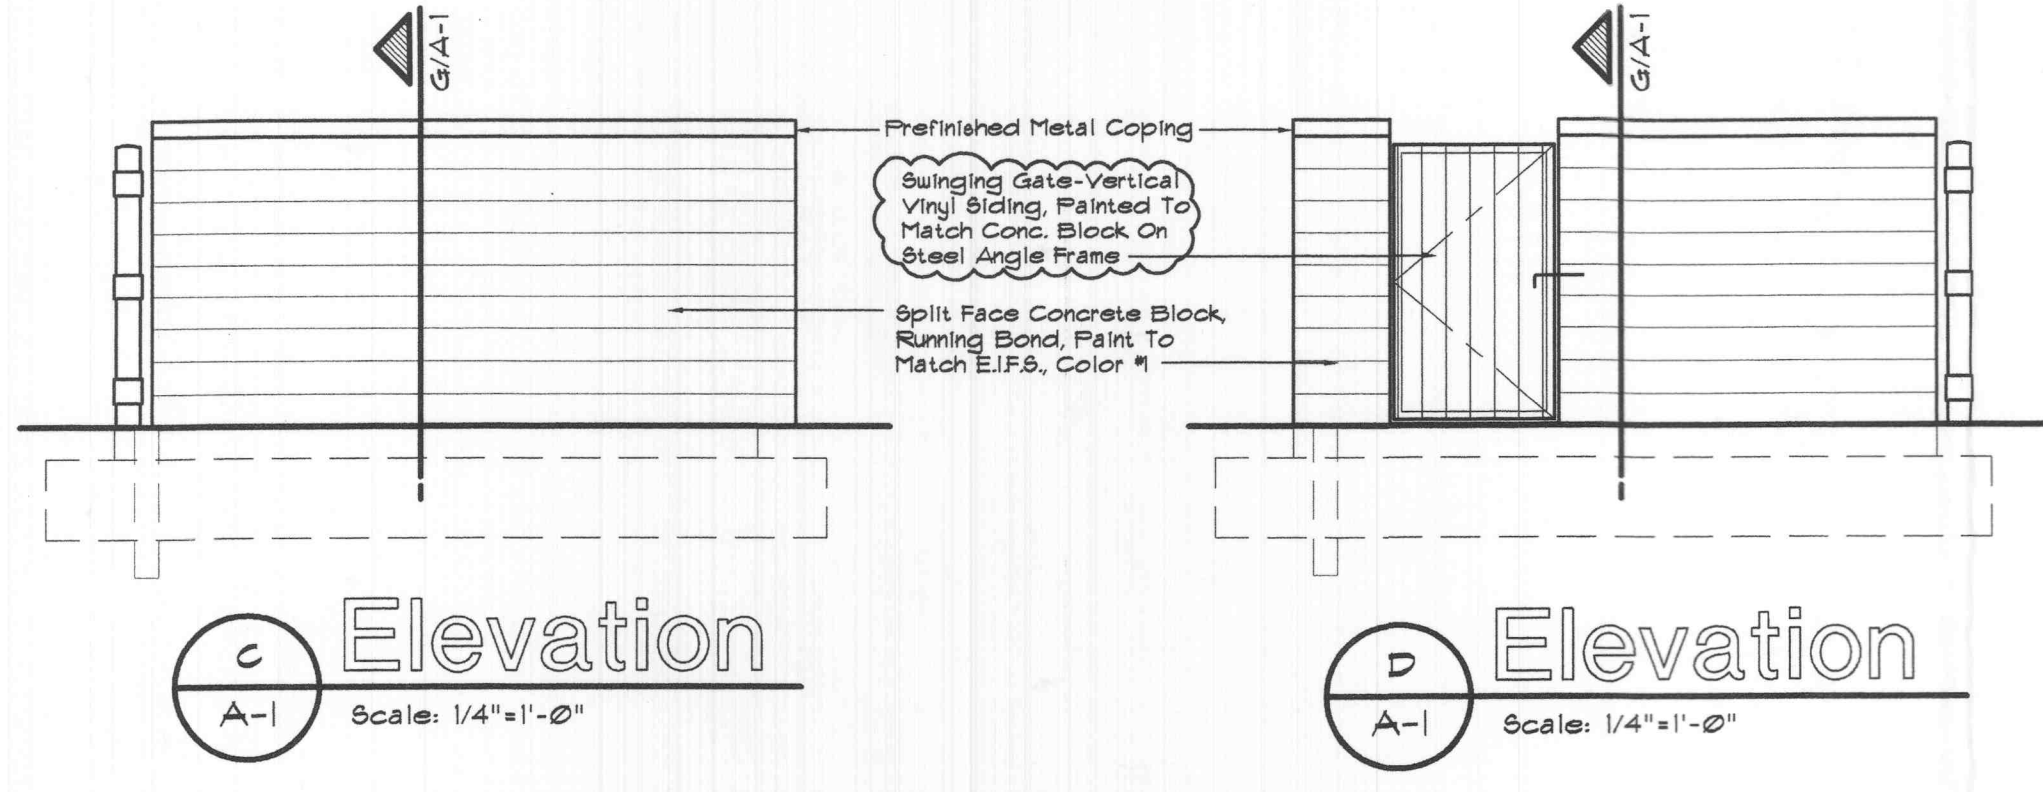 G/A-1
G/A-1
Prefinished Metal Coping
Swinging Gate-Vertical
Vinyl Siding, Painted To
Match Conc. Block On
Steel Angle Frame
Split Face Concrete Block,
Running Bond, Paint To
Match E.I.F.S., Color #1
C
A-1
Elevation
Scale: 1/4"=1'-0"
D
A-1
Elevation
Scale: 1/4"=1'-0"